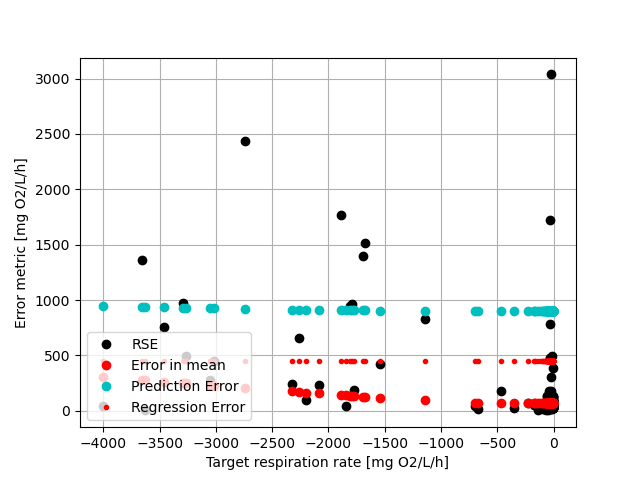 3000
2500
2000
1500
1000
500
0
Error metric [mg O2/L/h]
RSE
Error in mean
Prediction Error
Regression Error
−4000 −3500 −3000 −2500 −2000 −1500 −1000 −500 0
Target respiration rate [mg O2/L/h]